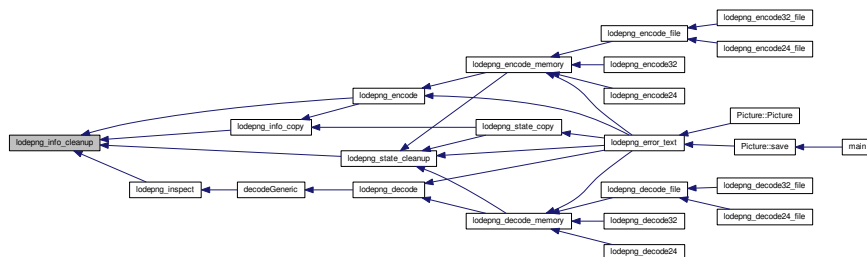 lodepng_encode32_file
lodepng_encode_file
lodepng_encode24_file
lodepng_encode_memory
lodepng_encode32
lodepng_encode
lodepng_encode24
Picture::Picture
lodepng_info_copy
lodepng_state_copy
lodepng_info_cleanup
lodepng_error_text
Picture::save
main
lodepng_state_cleanup
lodepng_inspect
decodeGeneric
lodepng_decode
lodepng_decode_file
lodepng_decode32_file
lodepng_decode_memory
lodepng_decode32
lodepng_decode24_file
lodepng_decode24